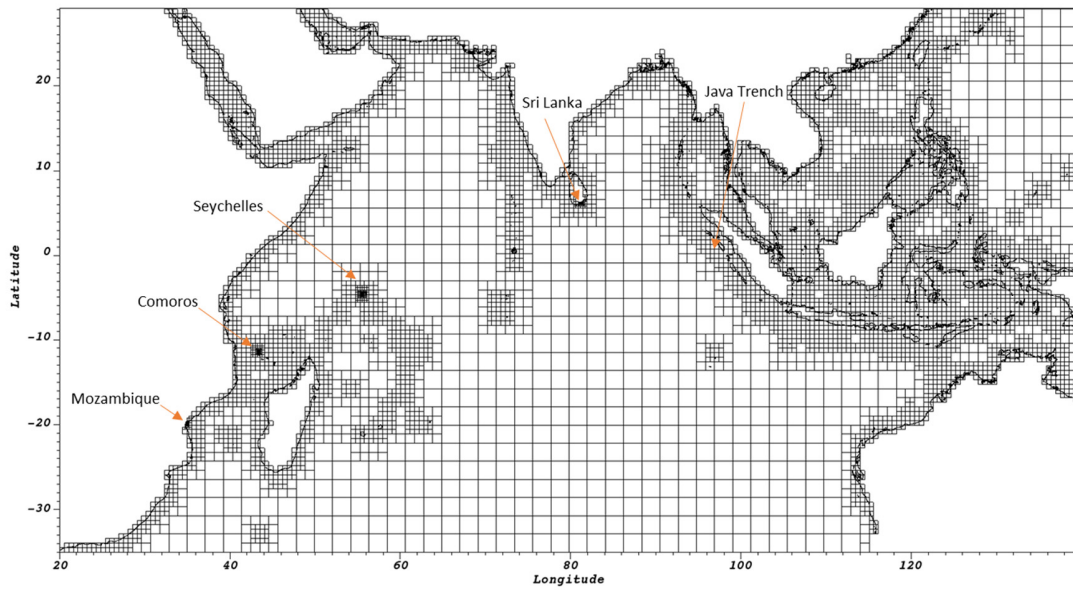 20
Java Trench
Sri Lanka
10
Seychelles
0
Latitude
Comoros
-10
Mozambique
-20
-30
20
40
60
80
100
120
Longitude